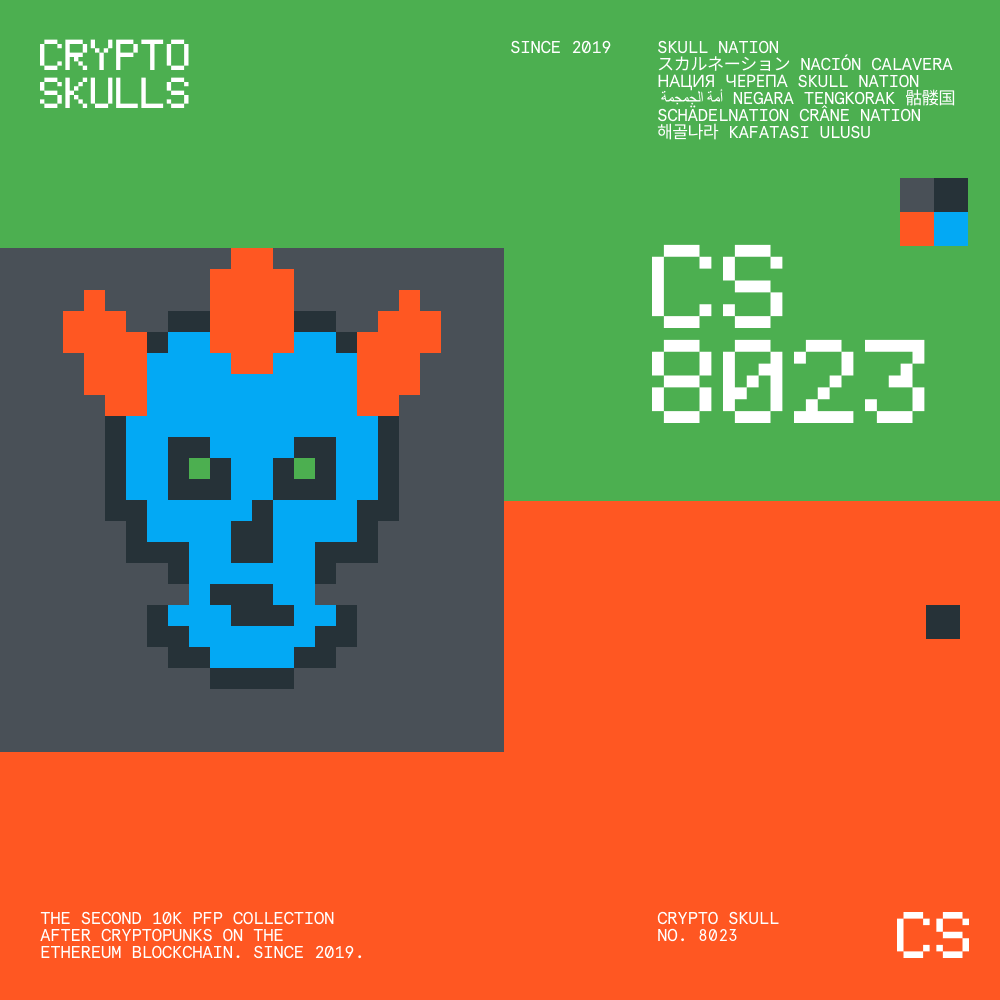 CRYPTO
SKULLS
SINCE 2019
SKULL NATION
スカルネーション NACIÓN CALAVERA
НАЦИЯ ЧЕРЕПА SKULL NATION
أمة الجمجمة NEGARA TENGKORAK 骷髅国
SCHÄDELNATION CRÂNE NATION
해골나라 KAFATASI ULUSU
CS
8023
THE SECOND 10K PFP COLLECTION
AFTER CRYPTOPUNKS ON THE
ETHEREUM BLOCKCHAIN. SINCE 2019.
CRYPTO SKULL
NO. 8023
CS